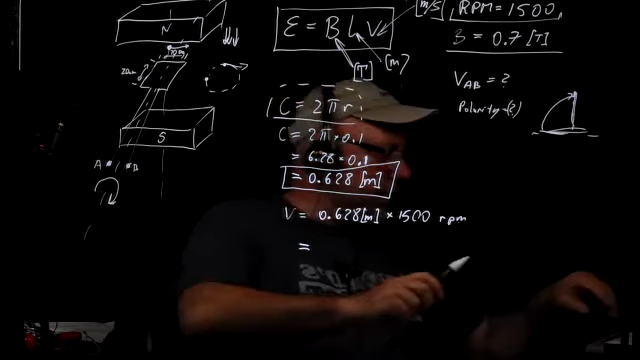 N
20cm
S
A B
ε = B L v
[m/s]
[T]
[m]
RPM = 1500
B = 0.7 [T]
V_AB = ?
Polarity - (?)
C = 2πr
C = 2π × 0.1
= 6.28 × 0.1
= 0.628 [m]
V = 0.628[m] × 1500 rpm
=